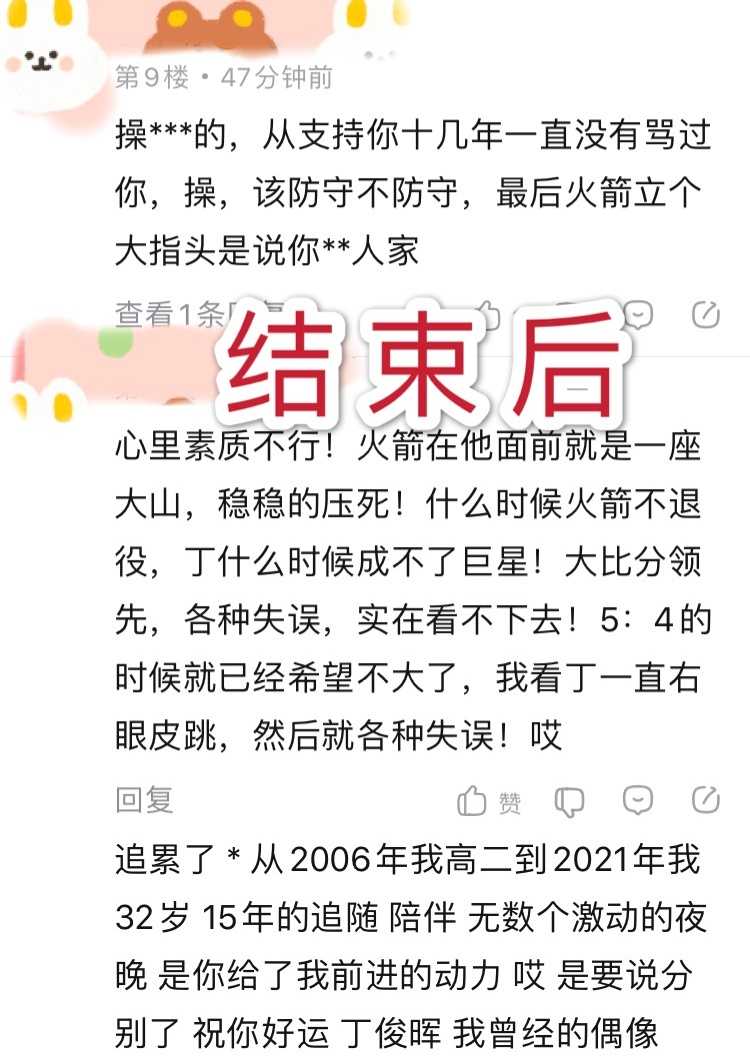 第9楼 • 47分钟前
操***的，从支持你十几年一直没有骂过
你，操，该防守不防守，最后火箭立个
大指头是说你**人家
查看1条回复
结束后
心里素质不行！火箭在他面前就是一座
大山，稳稳的压死！什么时候火箭不退
役，丁什么时候成不了巨星！大比分领
先，各种失误，实在看不下去！5：4的
时候就已经希望不大了，我看丁一直右
眼皮跳，然后就各种失误！哎
回复
赞
追累了 * 从2006年我高二到2021年我
32岁 15年的追随 陪伴 无数个激动的夜
晚 是你给了我前进的动力 哎 是要说分
别了 祝你好运 丁俊晖 我曾经的偶像